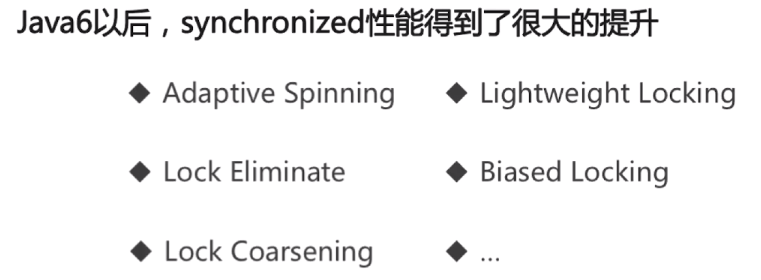 Java6以后，synchronized性能得到了很大的提升
◆ Adaptive Spinning ◆ Lightweight Locking
◆ Lock Eliminate ◆ Biased Locking
◆ Lock Coarsening ◆ ...